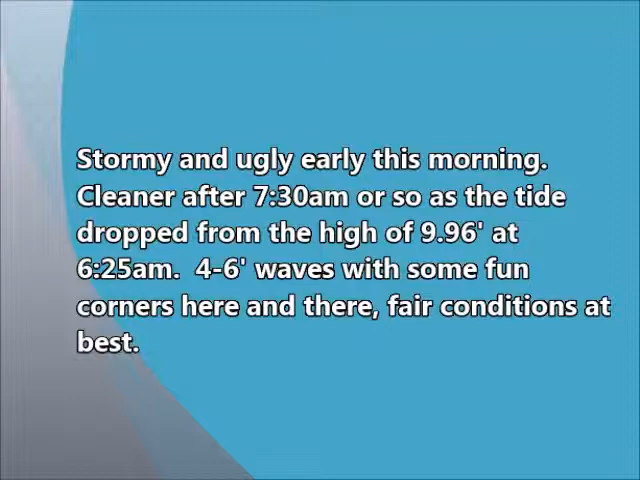 Stormy and ugly early this morning.
Cleaner after 7:30am or so as the tide
dropped from the high of 9.96' at
6:25am.  4-6' waves with some fun
corners here and there, fair conditions at
best.